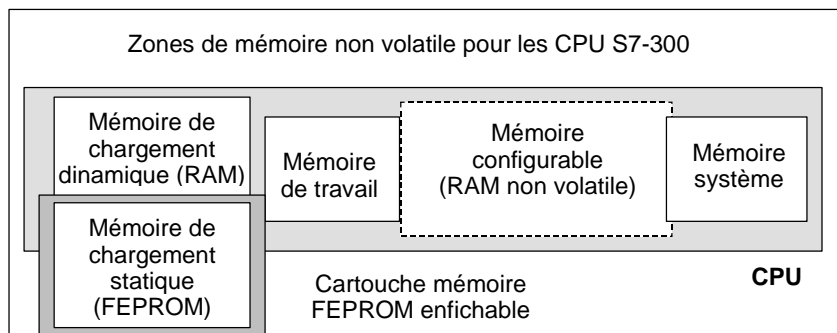 Zones de mémoire non volatile pour les CPU S7-300
Mémoire de
chargement
dinamique (RAM)
Mémoire
de travail
Mémoire
configurable
(RAM non volatile)
Mémoire
système
Mémoire de
chargement
statique
(FEPROM)
Cartouche mémoire
FEPROM enfichable
CPU